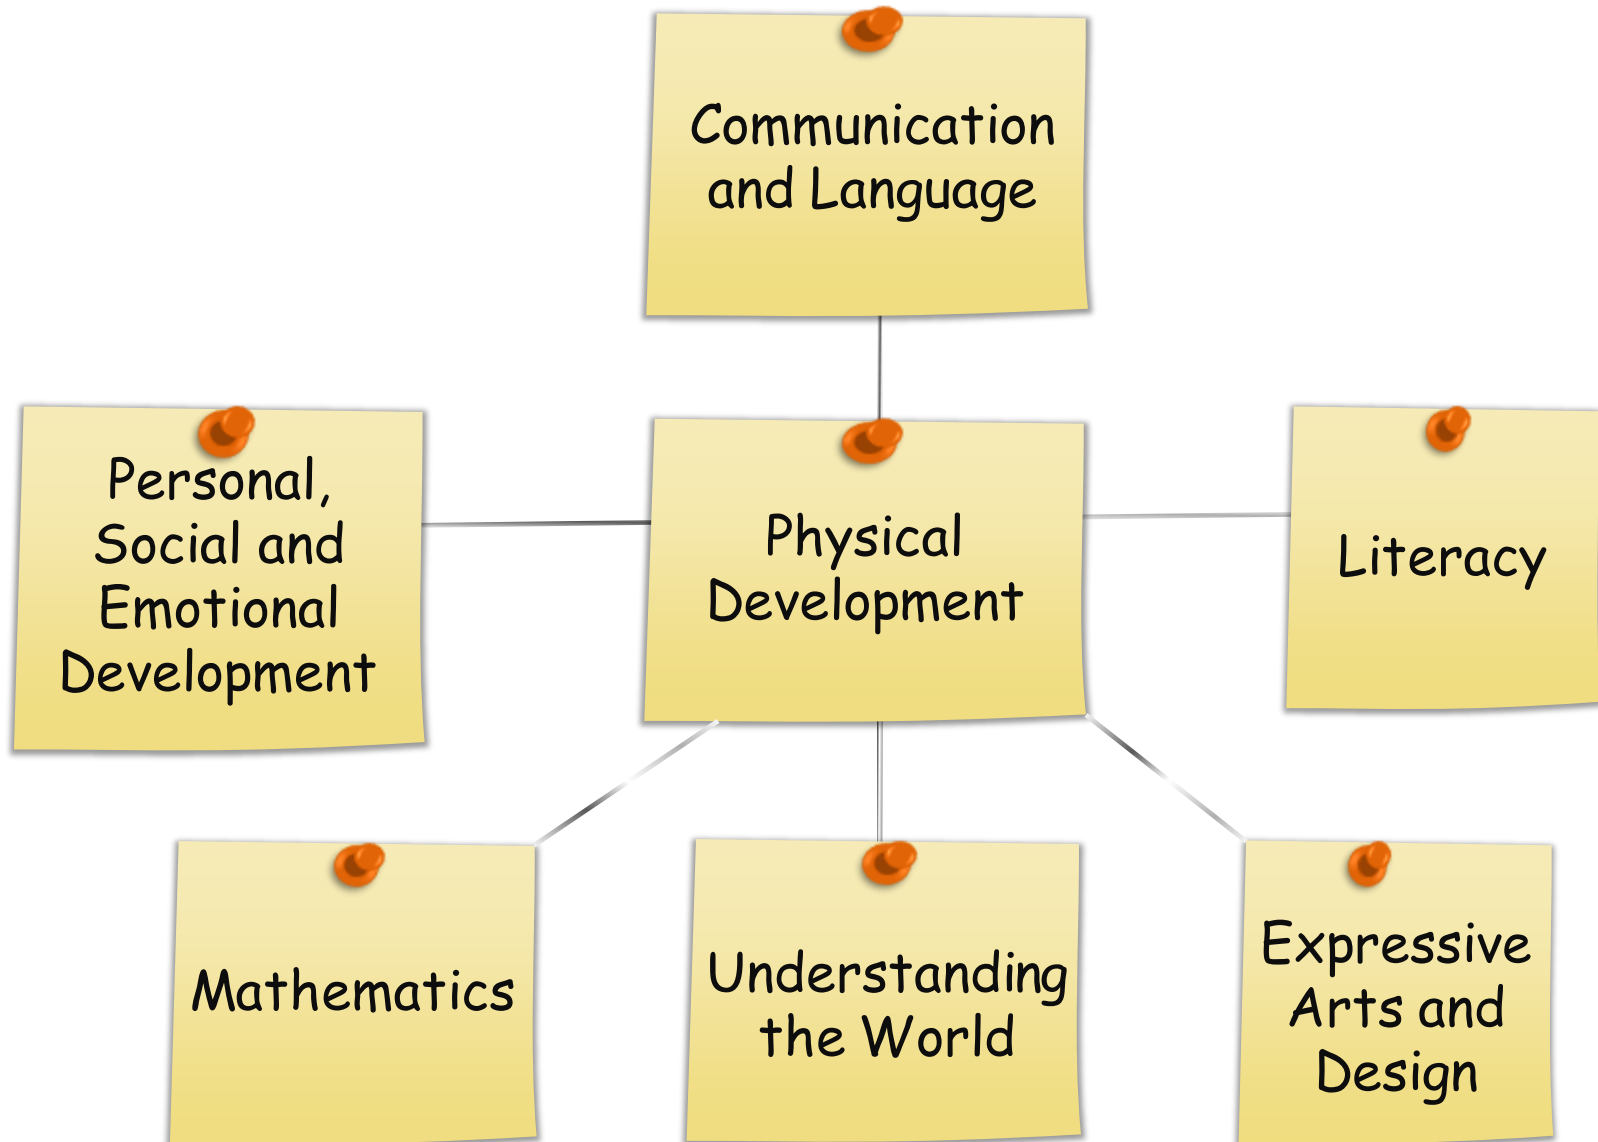 Communication
and Language
Personal,
Social and
Emotional
Development
Physical
Development
Literacy
Mathematics
Understanding
the World
Expressive
Arts and
Design